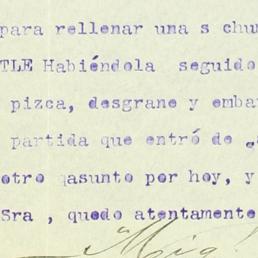 para rellenar una s chu
TLE Habiéndola seguido
pizca, desgrane y emba
partida que entró de "
otro qasunto por hoy, y
Sra , quedo atentamente